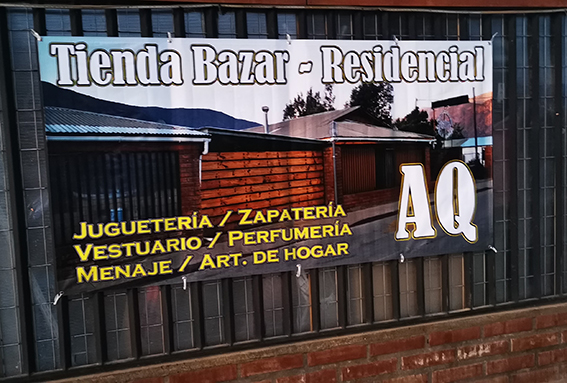 Tienda Bazar - Residencial
AQ
JUGUETERÍA / ZAPATERÍA
VESTUARIO / PERFUMERÍA
MENAJE / ART. DE HOGAR